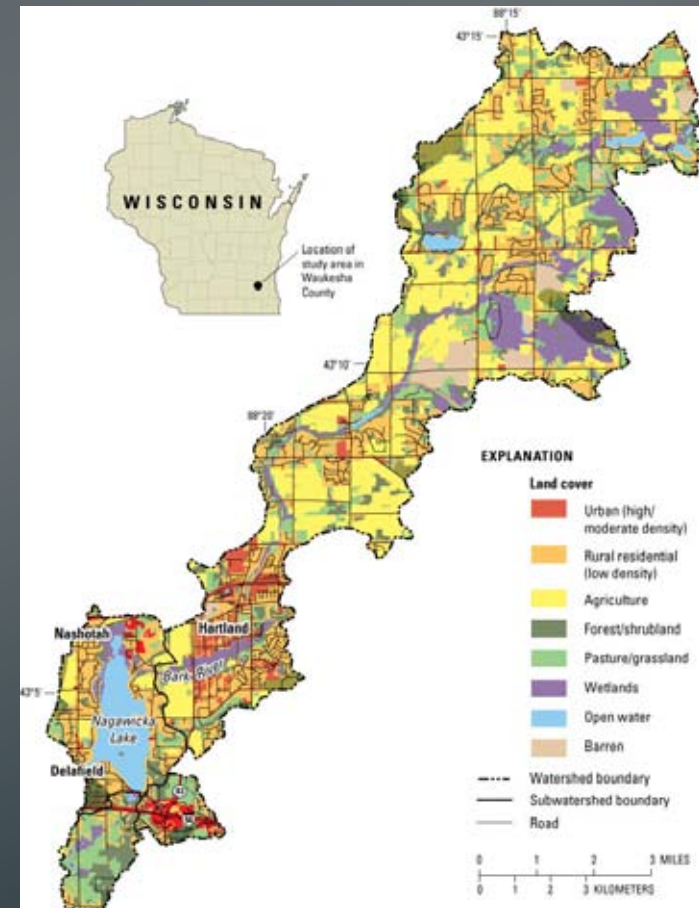 88°15'
43°15'
WISCONSIN
Location of
study area in
Waukesha
County
43°10'
88°20'
EXPLANATION
Land cover
Urban (high/
moderate density)
Rural residential
(low density)
Agriculture
Forest/shrubland
Pasture/grassland
Wetlands
Open water
Barren
Watershed boundary
Subwatershed boundary
Road
0 1 2 3 MILES
0 1 2 3 KILOMETERS
Nashotah
Hartland
Bark River
43°5'
Nagawicka
Lake
Delafield